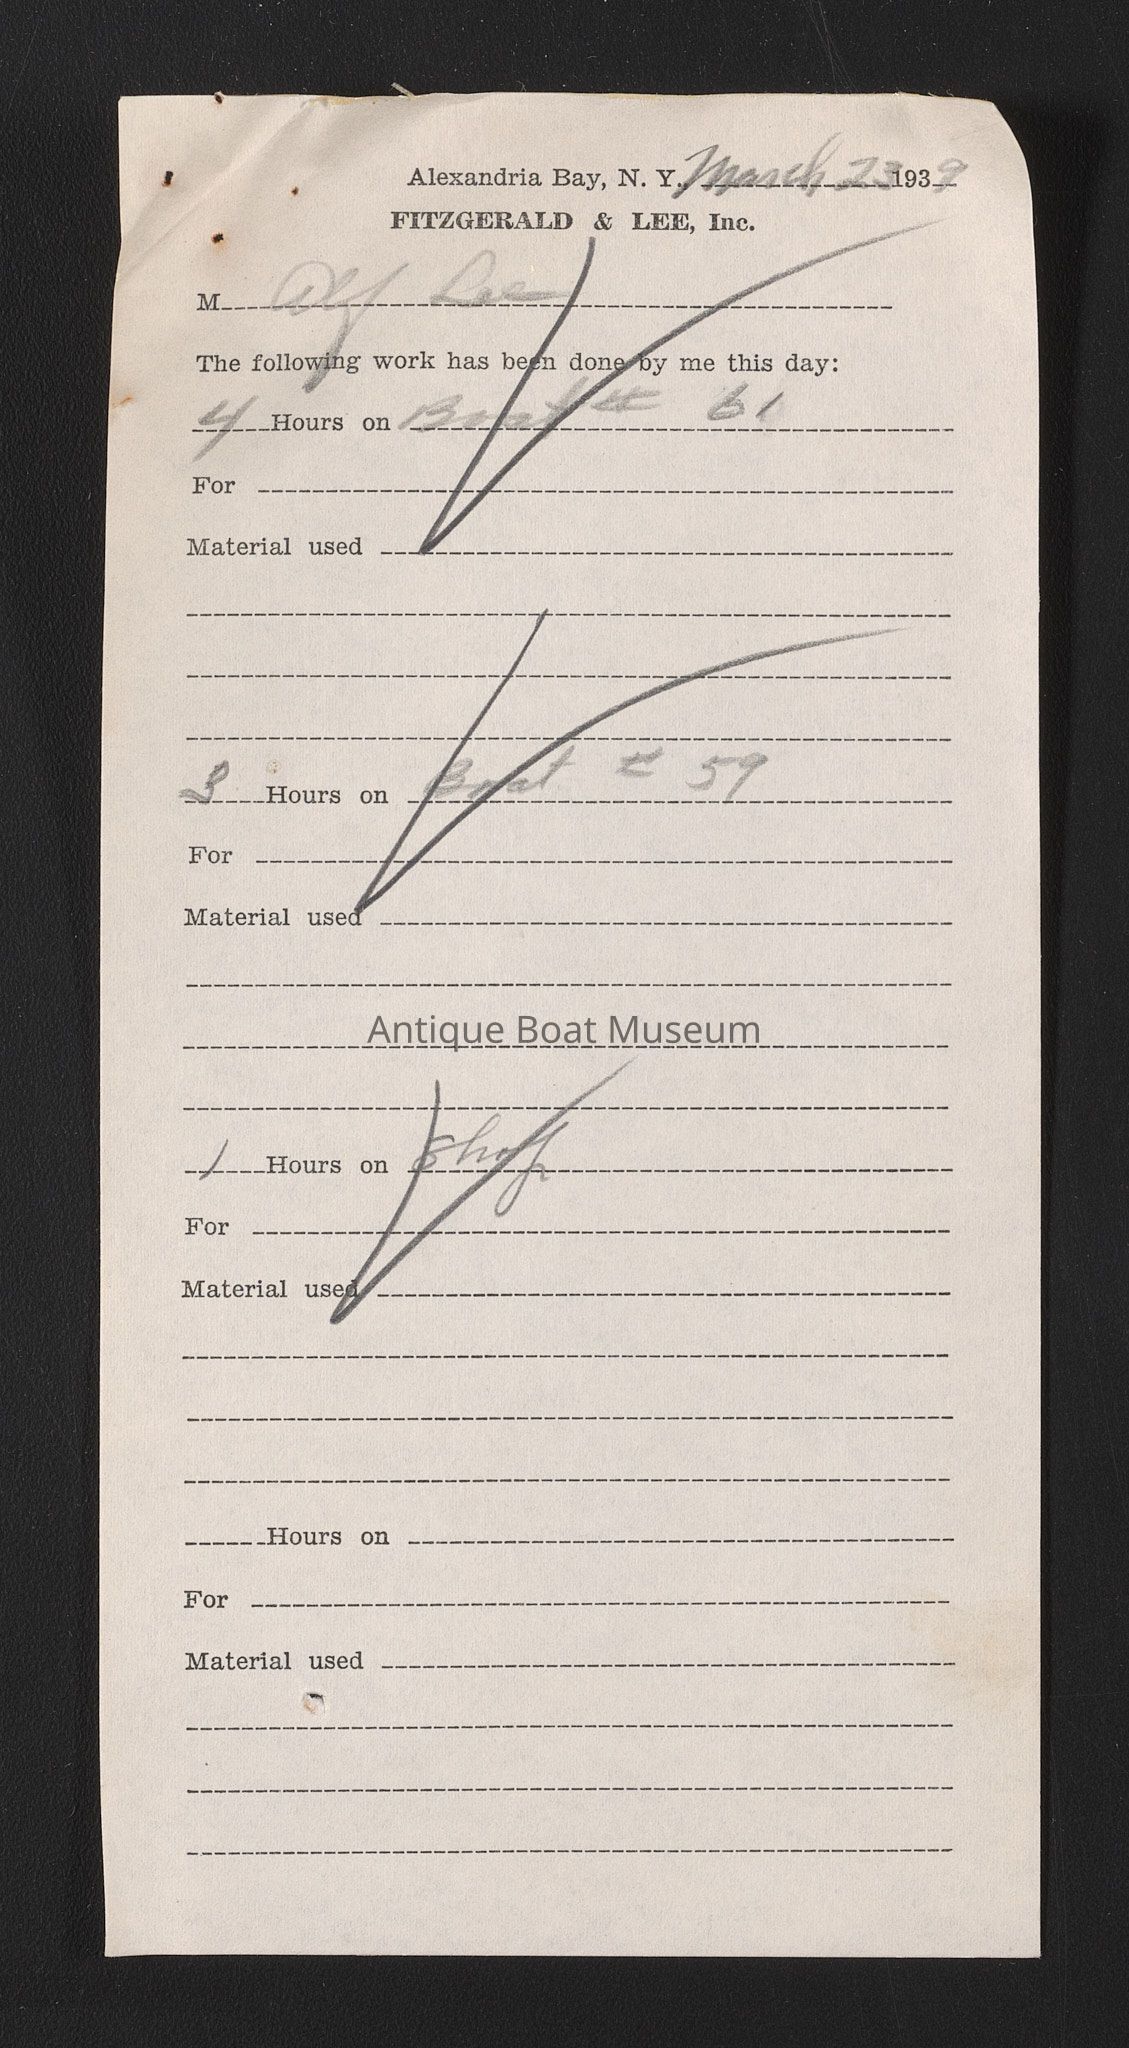 Alexandria Bay, N. Y. March 23 1939
FITZGERALD & LEE, Inc.
M Alf Lee
The following work has been done by me this day:
4 Hours on Boat # 61
For
Material used
3 Hours on Boat # 59
For
Material used
Antique Boat Museum
1 Hours on Shop
For
Material used
Hours on
For
Material used